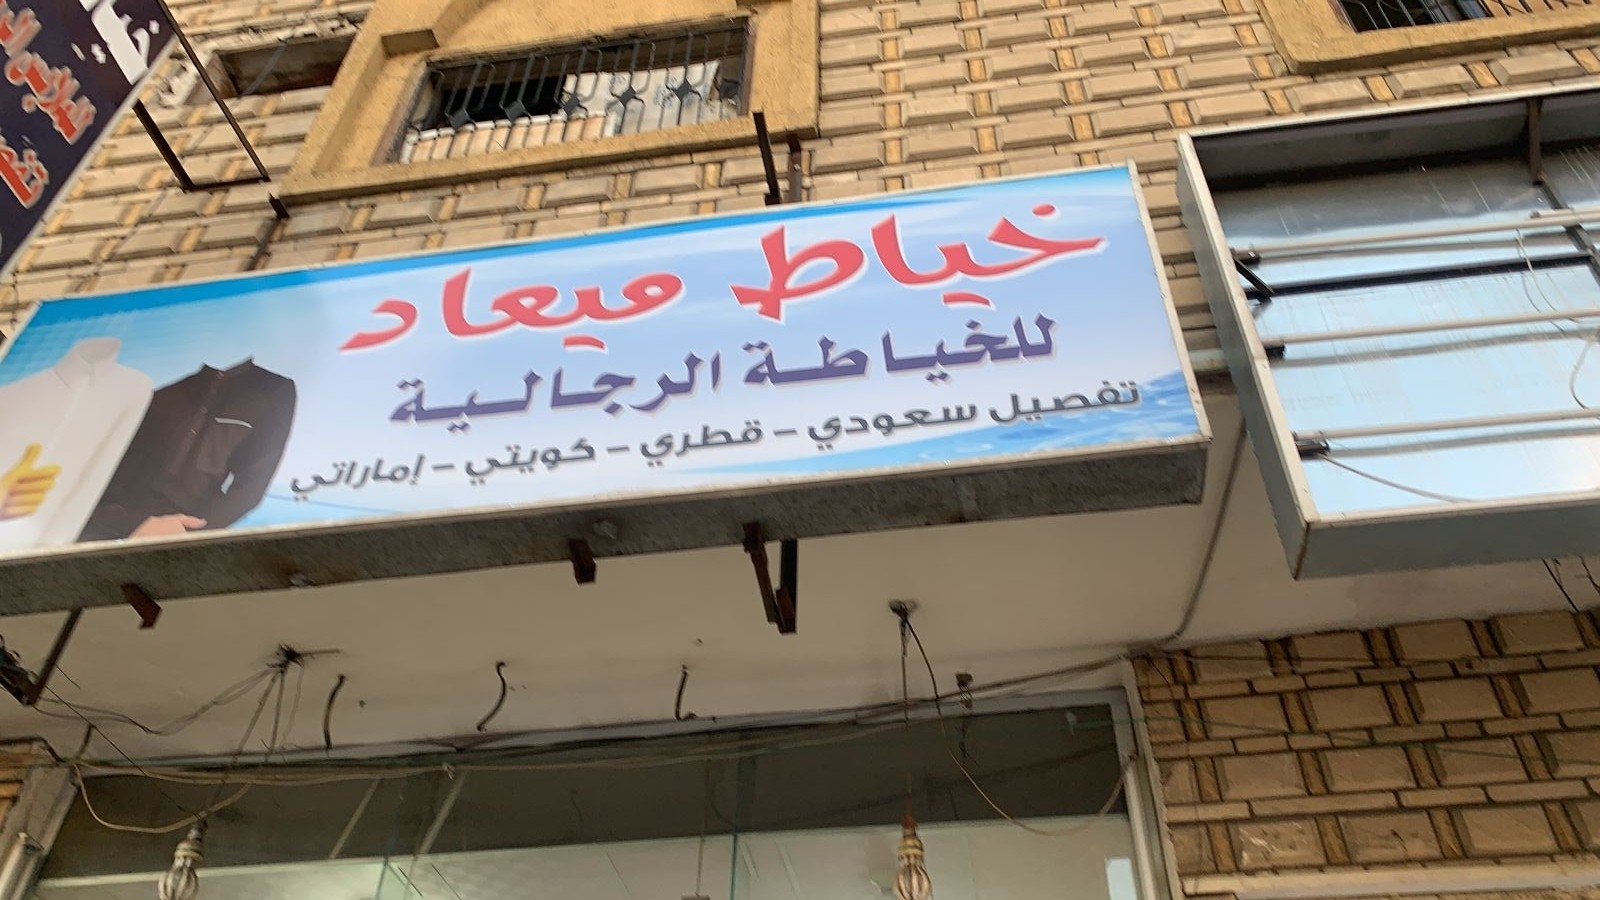 خياط ميعاد
للخياطة الرجالية
تفصيل سعودي - قطري - كويتي - إماراتي